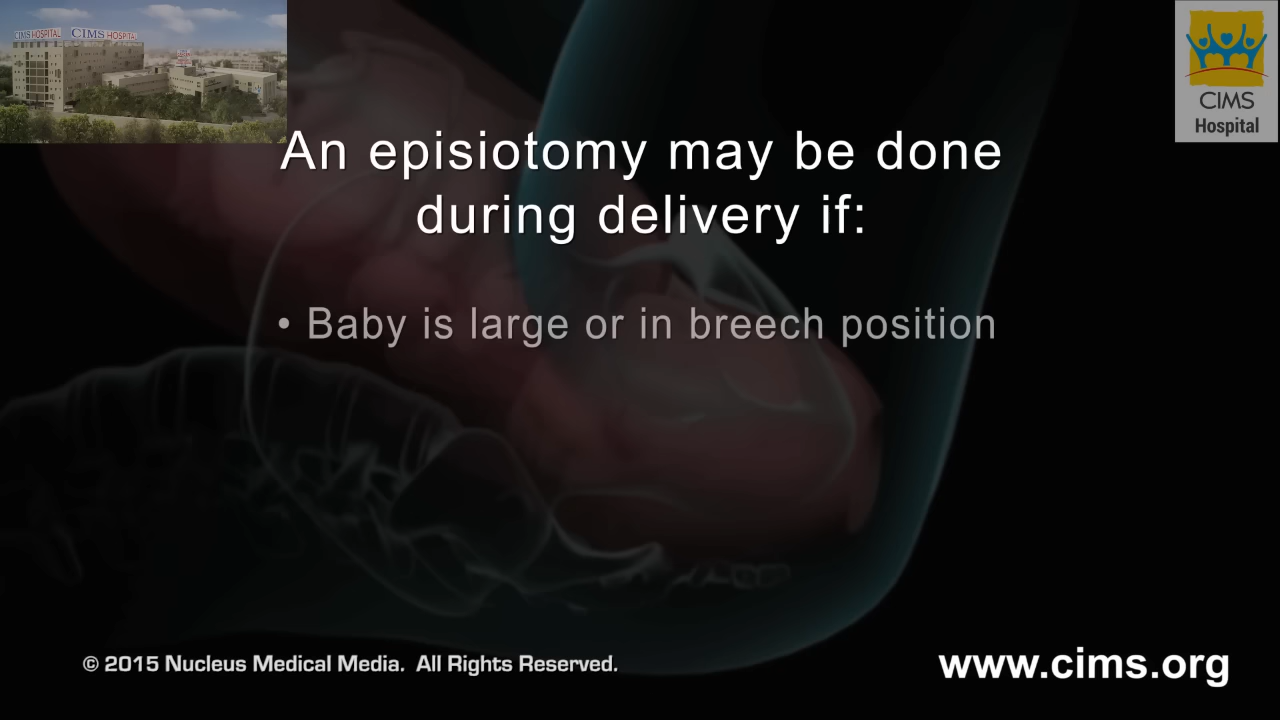 CIMS HOSPITAL CIMS HOSPITAL
CIMS
Hospital
An episiotomy may be done
during delivery if:
• Baby is large or in breech position
© 2015 Nucleus Medical Media. All Rights Reserved.
www.cims.org